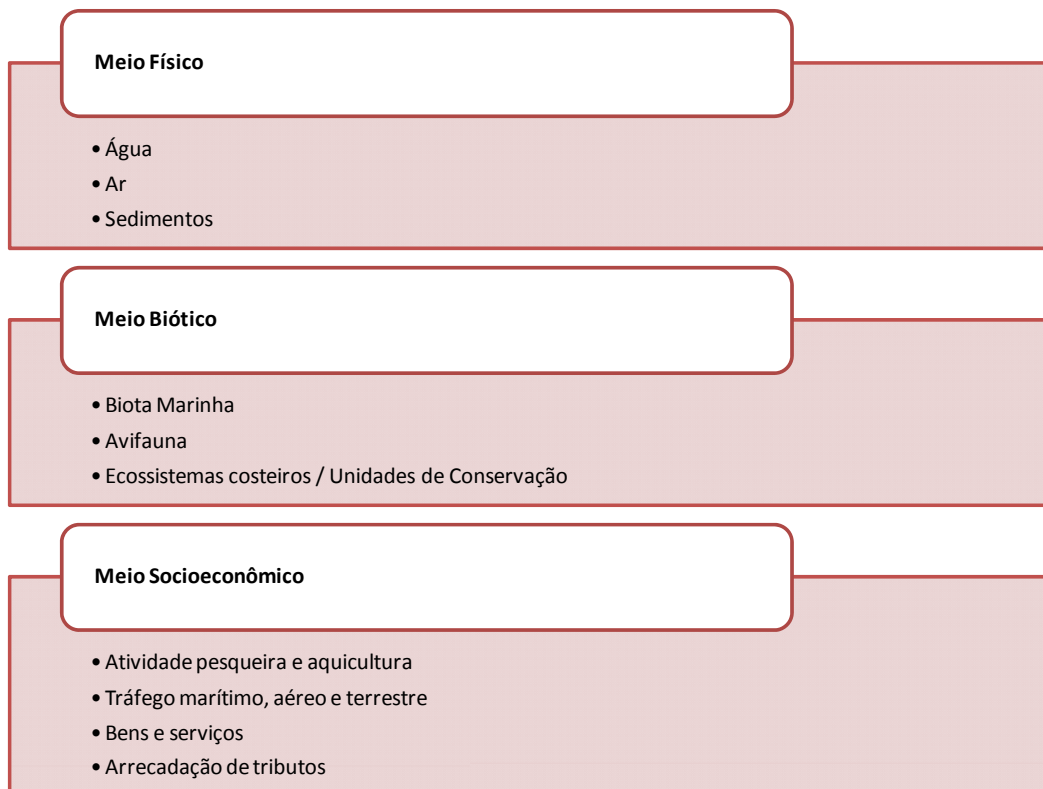 Meio Físico
• Água
• Ar
• Sedimentos
Meio Biótico
• Biota Marinha
• Avifauna
• Ecossistemas costeiros / Unidades de Conservação
Meio Socioeconômico
• Atividade pesqueira e aquicultura
• Tráfego marítimo, aéreo e terrestre
• Bens e serviços
• Arrecadação de tributos